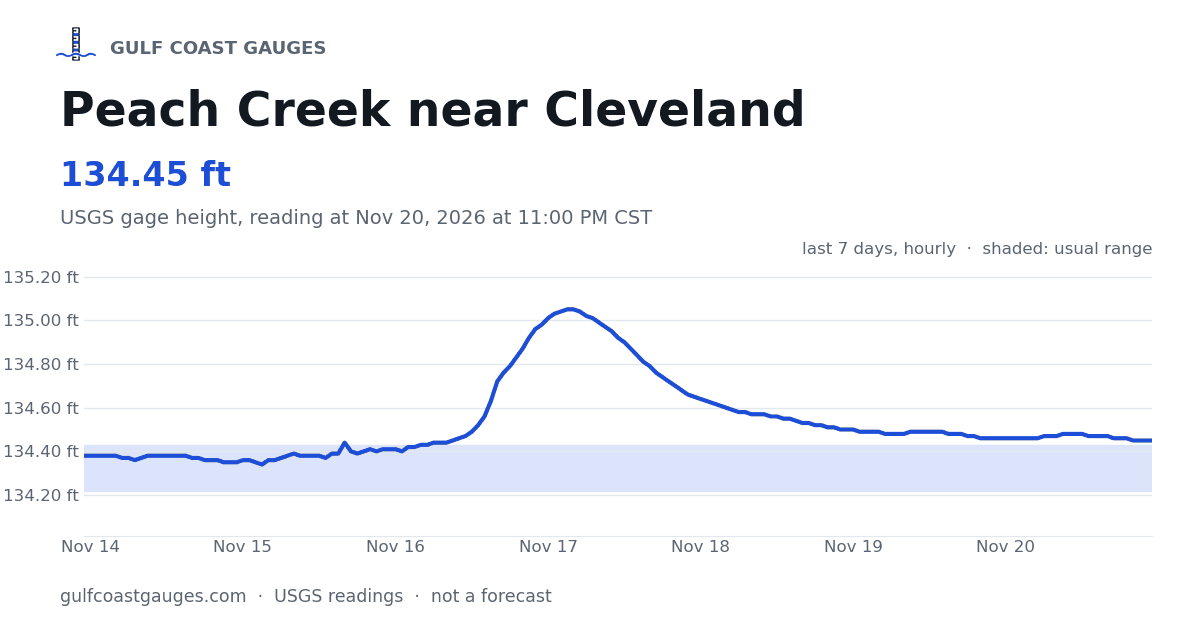 GULF COAST GAUGES
Peach Creek near Cleveland
134.45 ft
USGS gage height, reading at Nov 20, 2026 at 11:00 PM CST
last 7 days, hourly · shaded: usual range
135.20 ft
135.00 ft
134.80 ft
134.60 ft
134.40 ft
134.20 ft
Nov 14 Nov 15 Nov 16 Nov 17 Nov 18 Nov 19 Nov 20
gulfcoastgauges.com · USGS readings · not a forecast